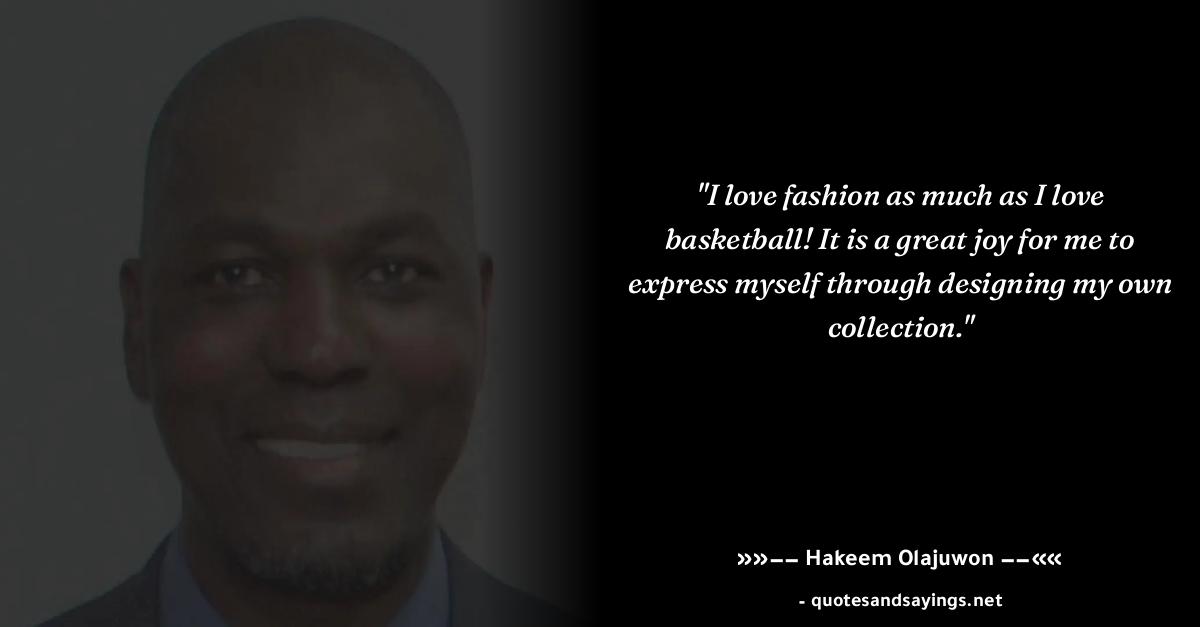 "I love fashion as much as I love
basketball! It is a great joy for me to
express myself through designing my own
collection."
»»−− Hakeem Olajuwon −−««
- quotesandsayings.net